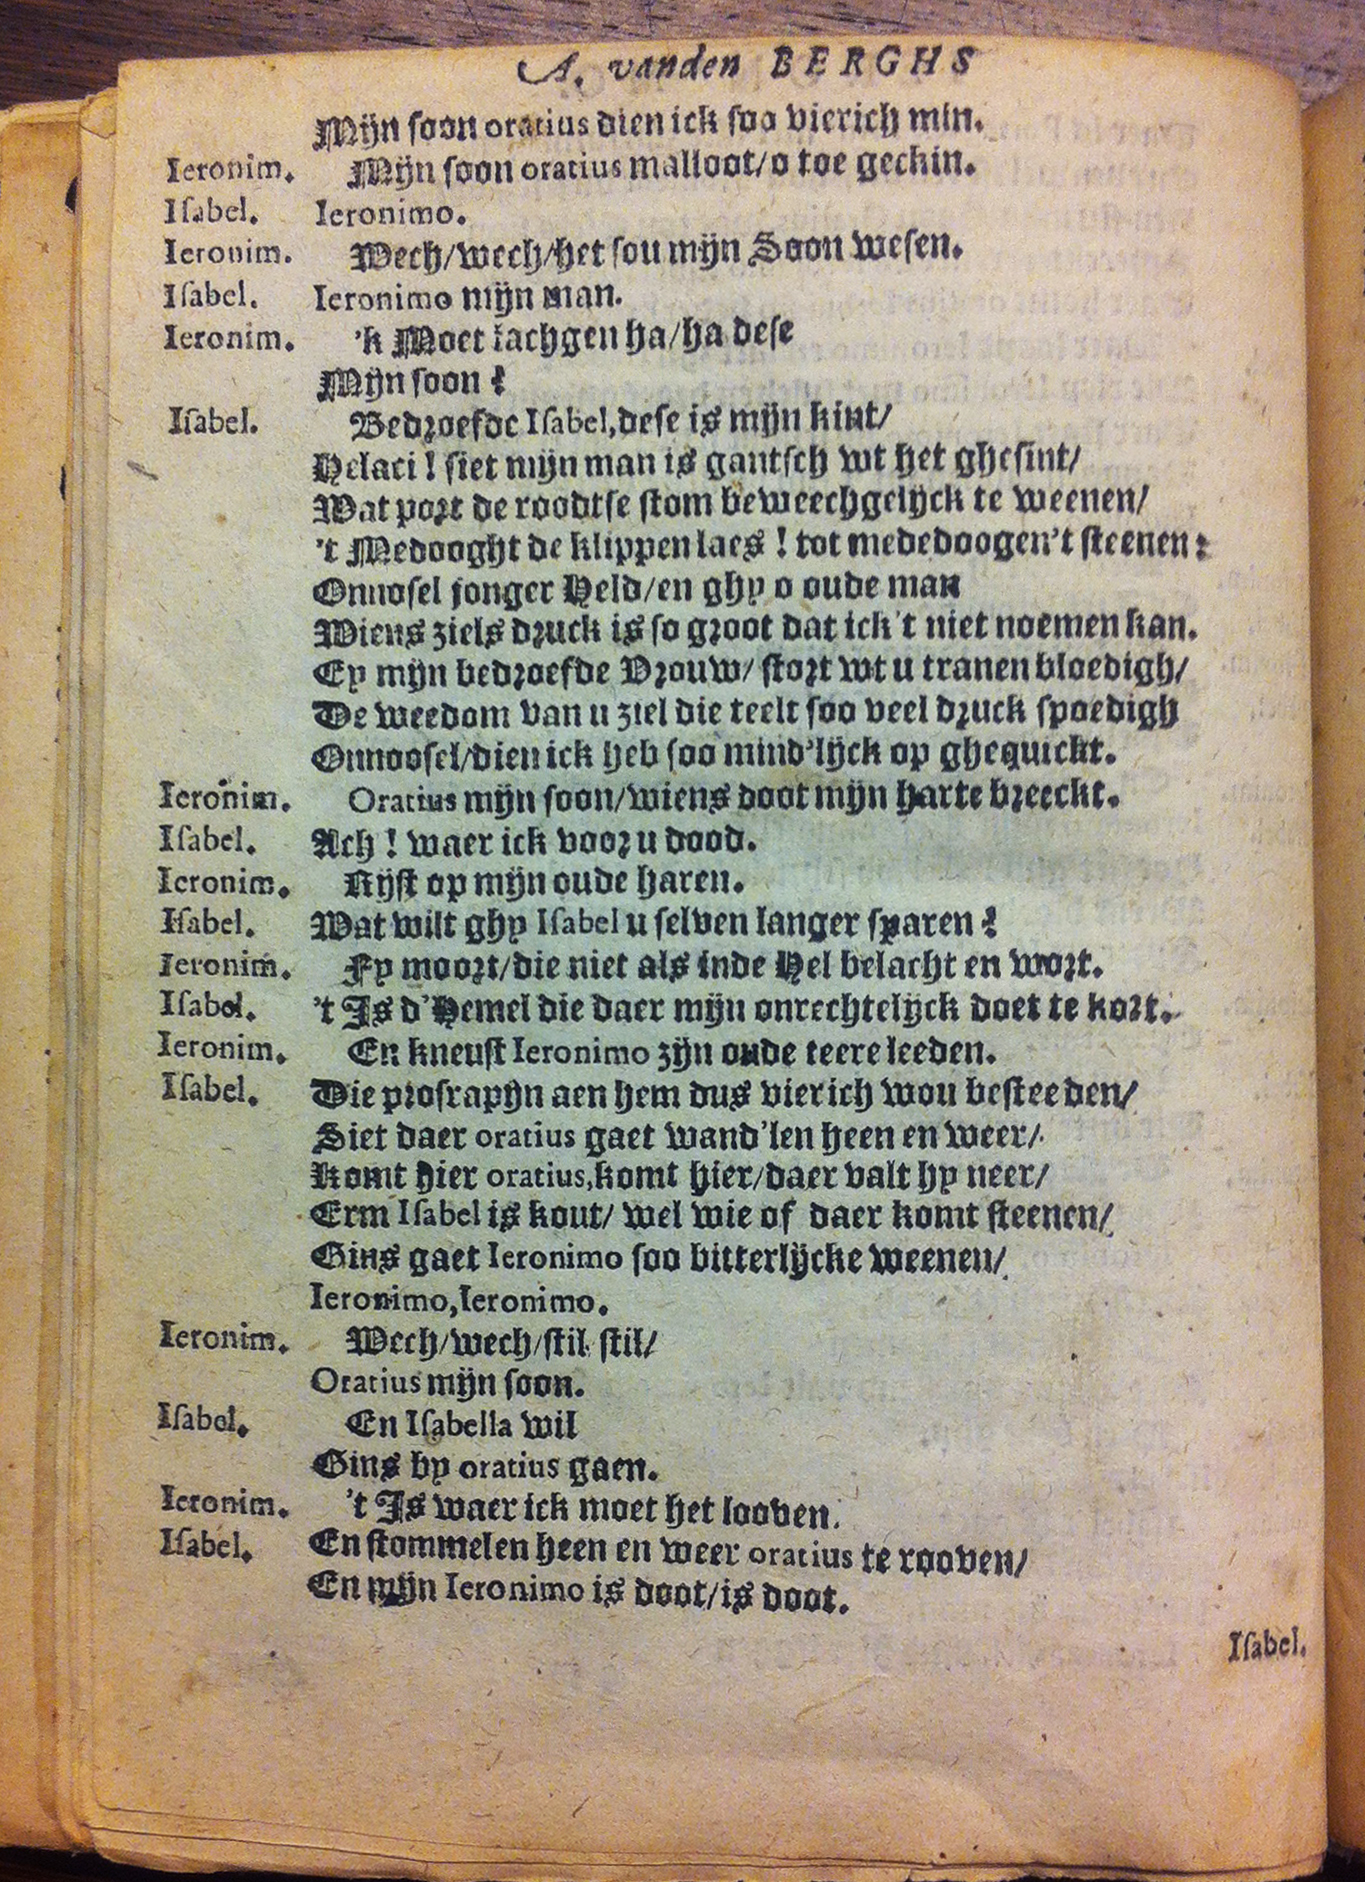 A. vanden BERGHS
Mijn soon oratius dien ick soo vierich min.
Ieronim. Mijn soon oratius malloot/o toe gechin.
Isabel. Ieronimo.
Ieronim. Wech/wech/het sou mijn Soon wesen.
Isabel. Ieronimo mijn man.
Ieronim. 'k Moet lachgen ha/ha dese
Mijn soon?
Isabel. Bedroefde Isabel,dese is mijn kint/
Helaci! siet mijn man is gantsch wt het ghesint/
Wat port de roodtse stom beweechgelijck te weenen/
't Medooght de klippen laes! tot mededoogen't steenen:
Onnosel jonger Held/en ghy o oude man
Wiens ziels druck is so groot dat ick't niet noemen kan.
Ey mijn bedroefde Vrouw/ stort wt u tranen bloedigh/
De weedom van u ziel die teelt soo veel druck spoedigh
Onnoosel/dien ick heb soo mind'lijck op ghequickt.
Ieronim. Oratius mijn soon/wiens doot mijn harte breeckt.
Isabel. Ach! waer ick voor u dood.
Ieronim. Rijst op mijn oude haren.
Isabel. Wat wilt ghy Isabel u selven langer sparen?
Ieronim. Fy moort/die niet als inde Hel belacht en wort.
Isabel. 't Is d'Hemel die daer mijn onrechtelijck doet te kort.
Ieronim. En kneust Ieronimo zijn oude teere leeden.
Isabel. Die prosrapijn aen hem dus vierich wou besteeden/
Siet daer oratius gaet wand'len heen en weer/
Komt hier oratius,komt hier/daer valt hy neer/
Erm Isabel is kout/ wel wie of daer komt steenen/
Gins gaet Ieronimo soo bitterlijcke weenen/
Ieronimo,Ieronimo.
Ieronim. Wech/wech/stil stil/
Oratius mijn soon.
Isabel. En Isabella wil
Gins by oratius gaen.
Ieronim. 't Is waer ick moet het looven.
Isabel. En stommelen heen en weer oratius te rooven/
En mijn Ieronimo is doot/is doot.
Isabel.